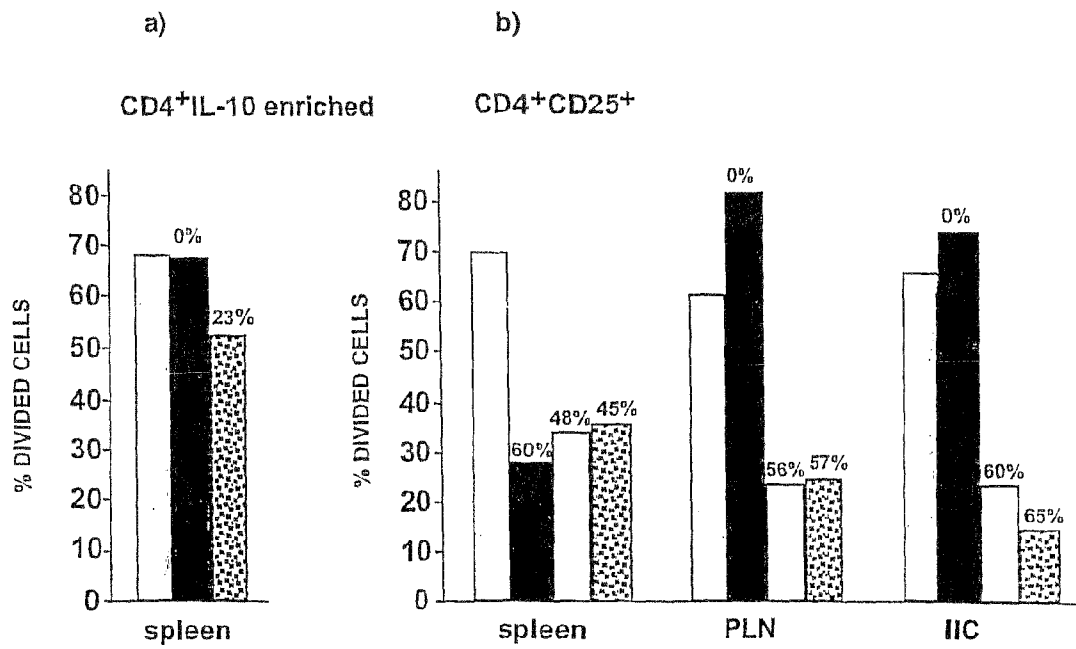 a)
b)
CD4+IL-10 enriched
CD4+CD25+
% DIVIDED CELLS
80
70
60
50
40
30
20
10
0
0%
23%
spleen
% DIVIDED CELLS
80
70
60
50
40
30
20
10
0
60%
48%
45%
0%
56%
57%
0%
60%
65%
spleen
PLN
IIC